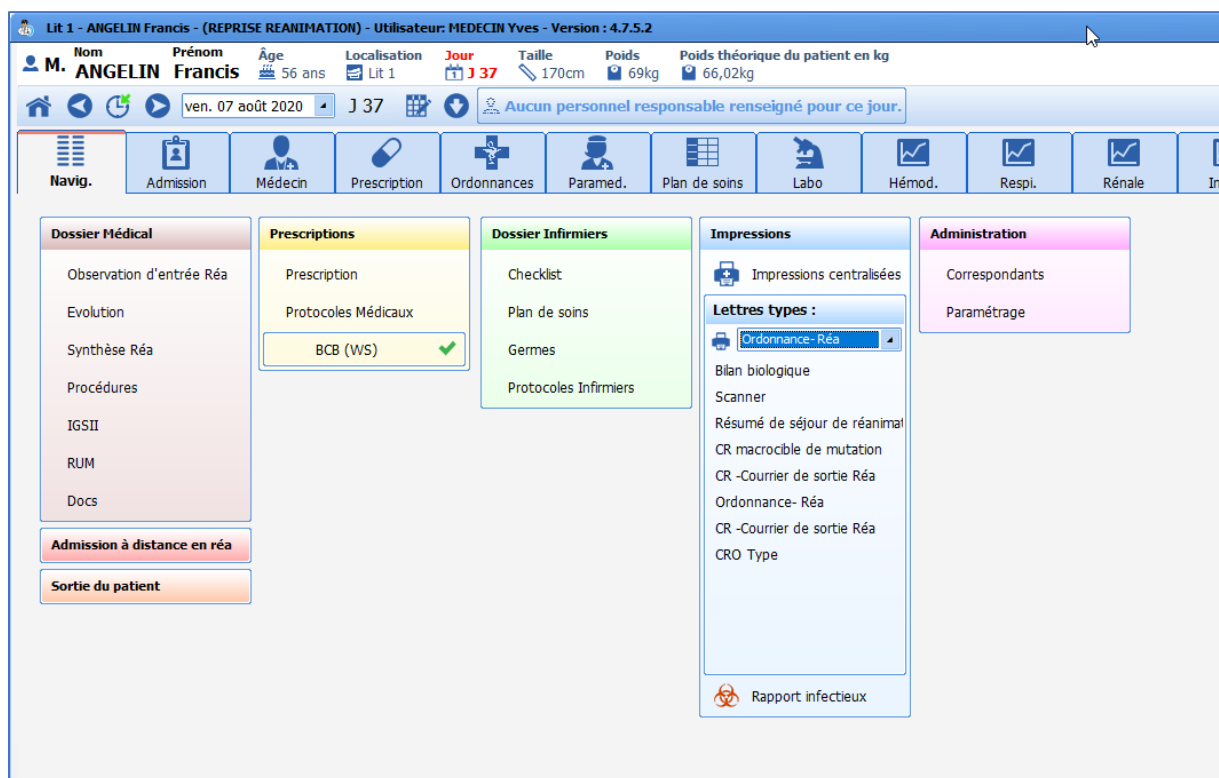 Lit 1 - ANGELIN Francis - (REPRISE REANIMATION) - Utilisateur: MEDECIN Yves - Version : 4.7.5.2
Nom Prénom Âge Localisation Jour Taille Poids Poids théorique du patient en kg
M. ANGELIN Francis 56 ans Lit 1 J 37 170cm 69kg 66,02kg
ven. 07 août 2020 J 37 Aucun personnel responsable renseigné pour ce jour.
Navig. Admission Médecin Prescription Ordonnances Paramed. Plan de soins Labo Hémod. Respi. Rénale
Dossier Médical
Observation d'entrée Réa
Evolution
Synthèse Réa
Procédures
IGSII
RUM
Docs
Admission à distance en réa
Sortie du patient
Prescriptions
Prescription
Protocoles Médicaux
BCB (WS)
Dossier Infirmiers
Checklist
Plan de soins
Germes
Protocoles Infirmiers
Impressions
Impressions centralisées
Lettres types :
Ordonnance- Réa
Bilan biologique
Scanner
Résumé de séjour de réanimat
CR macrocible de mutation
CR -Courrier de sortie Réa
Ordonnance- Réa
CR -Courrier de sortie Réa
CRO Type
Rapport infectieux
Administration
Correspondants
Paramétrage